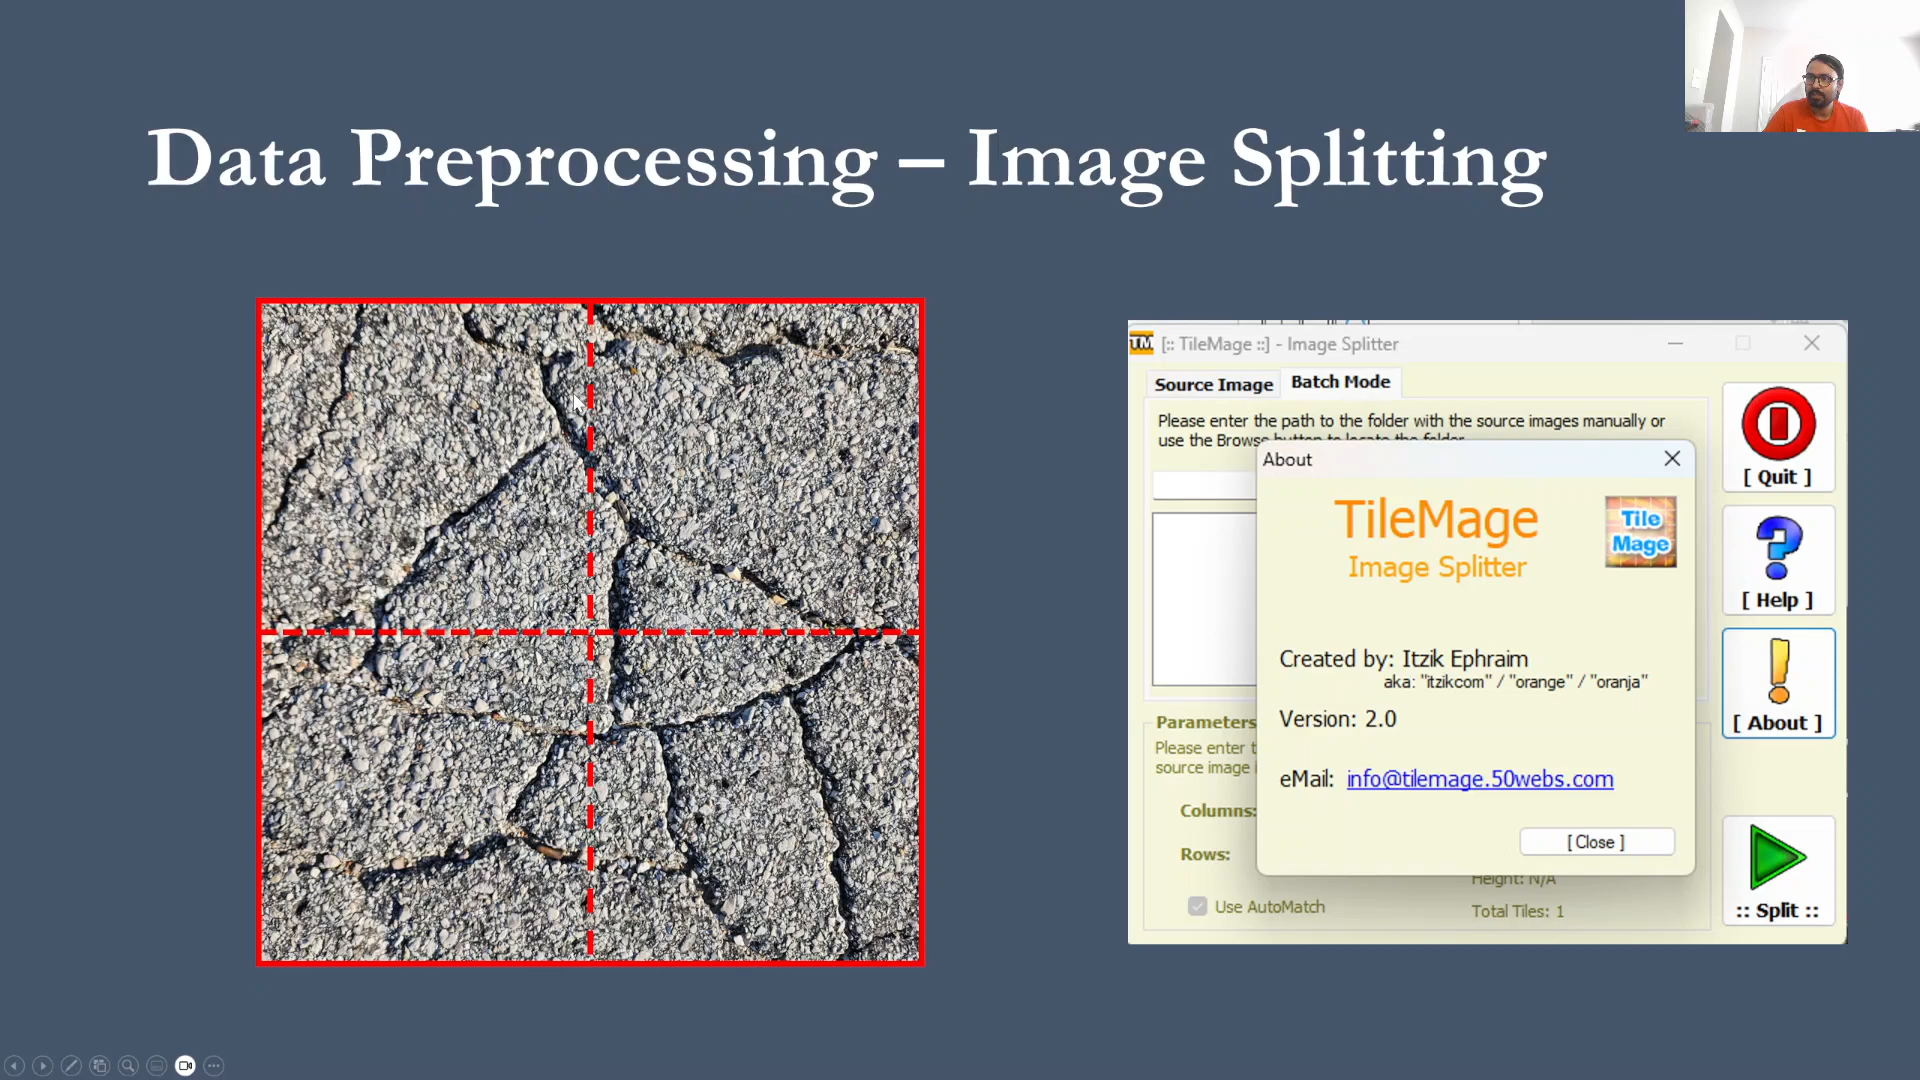 Data Preprocessing – Image Splitting
TM [:: TileMage ::] - Image Splitter
Source Image
Batch Mode
Please enter the path to the folder with the source images manually or
use the Browse button to locate the folder.
About
TileMage
Image Splitter
Tile
Mage
Created by: Itzik Ephraim
aka: "itzikcom" / "orange" / "oranja"
Version: 2.0
eMail: info@tilemage.50webs.com
[ Close ]
Parameters
Please enter t
source image i
Columns:
Rows:
Use AutoMatch
Height: N/A
Total Tiles: 1
[ Quit ]
[ Help ]
[ About ]
:: Split ::